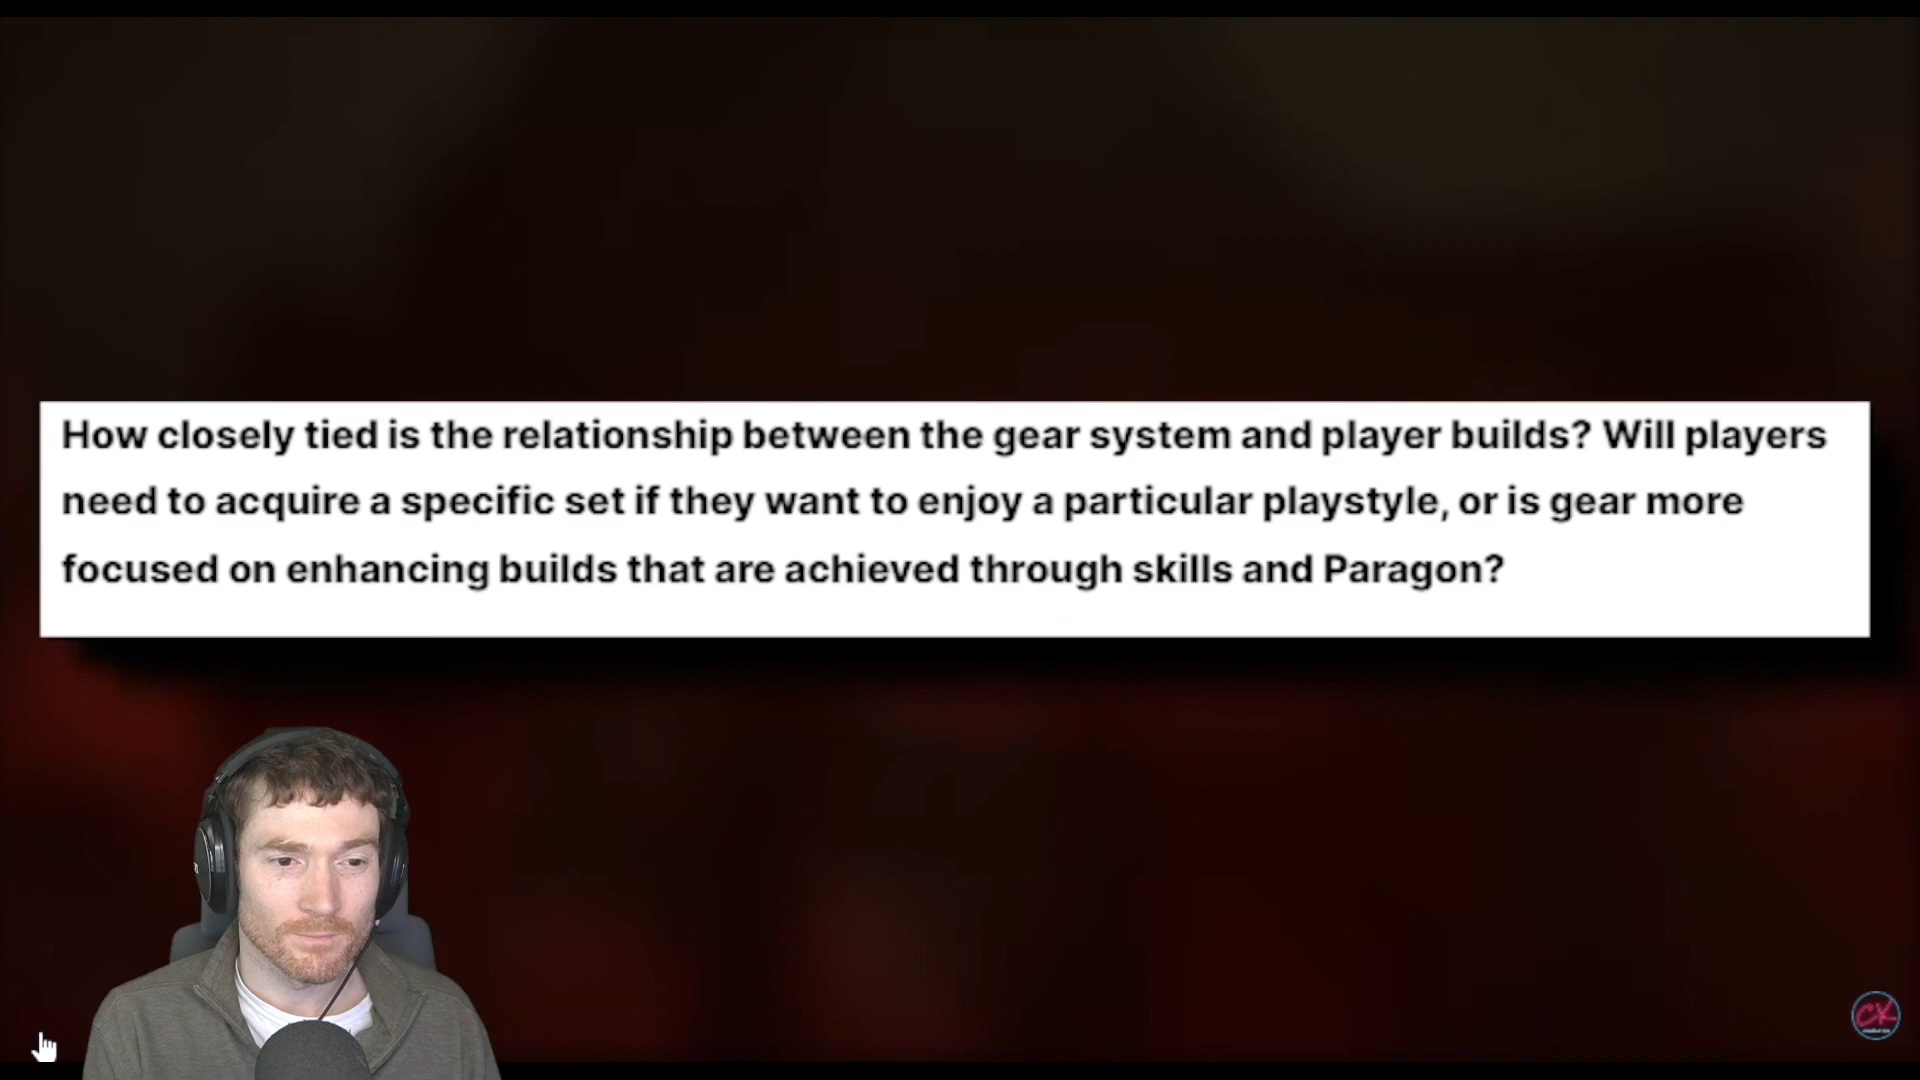 How closely tied is the relationship between the gear system and player builds? Will players
need to acquire a specific set if they want to enjoy a particular playstyle, or is gear more
focused on enhancing builds that are achieved through skills and Paragon?
CK